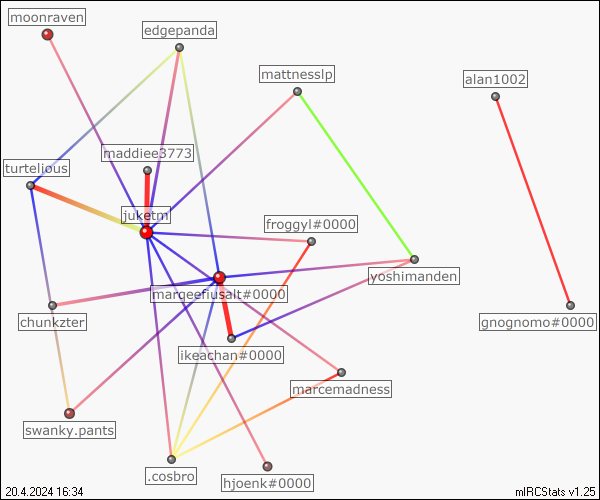 moonraven
edgepanda
mattnesslp
alan1002
maddiee3773
turtelious
juketm
froggyl#0000
yoshimanden
marqeefiusalt#0000
chunkzter
gnognomo#0000
ikeachan#0000
marcemadness
swanky.pants
.cosbro
hjoenk#0000
20.4.2024 16:34
mIRCStats v1.25